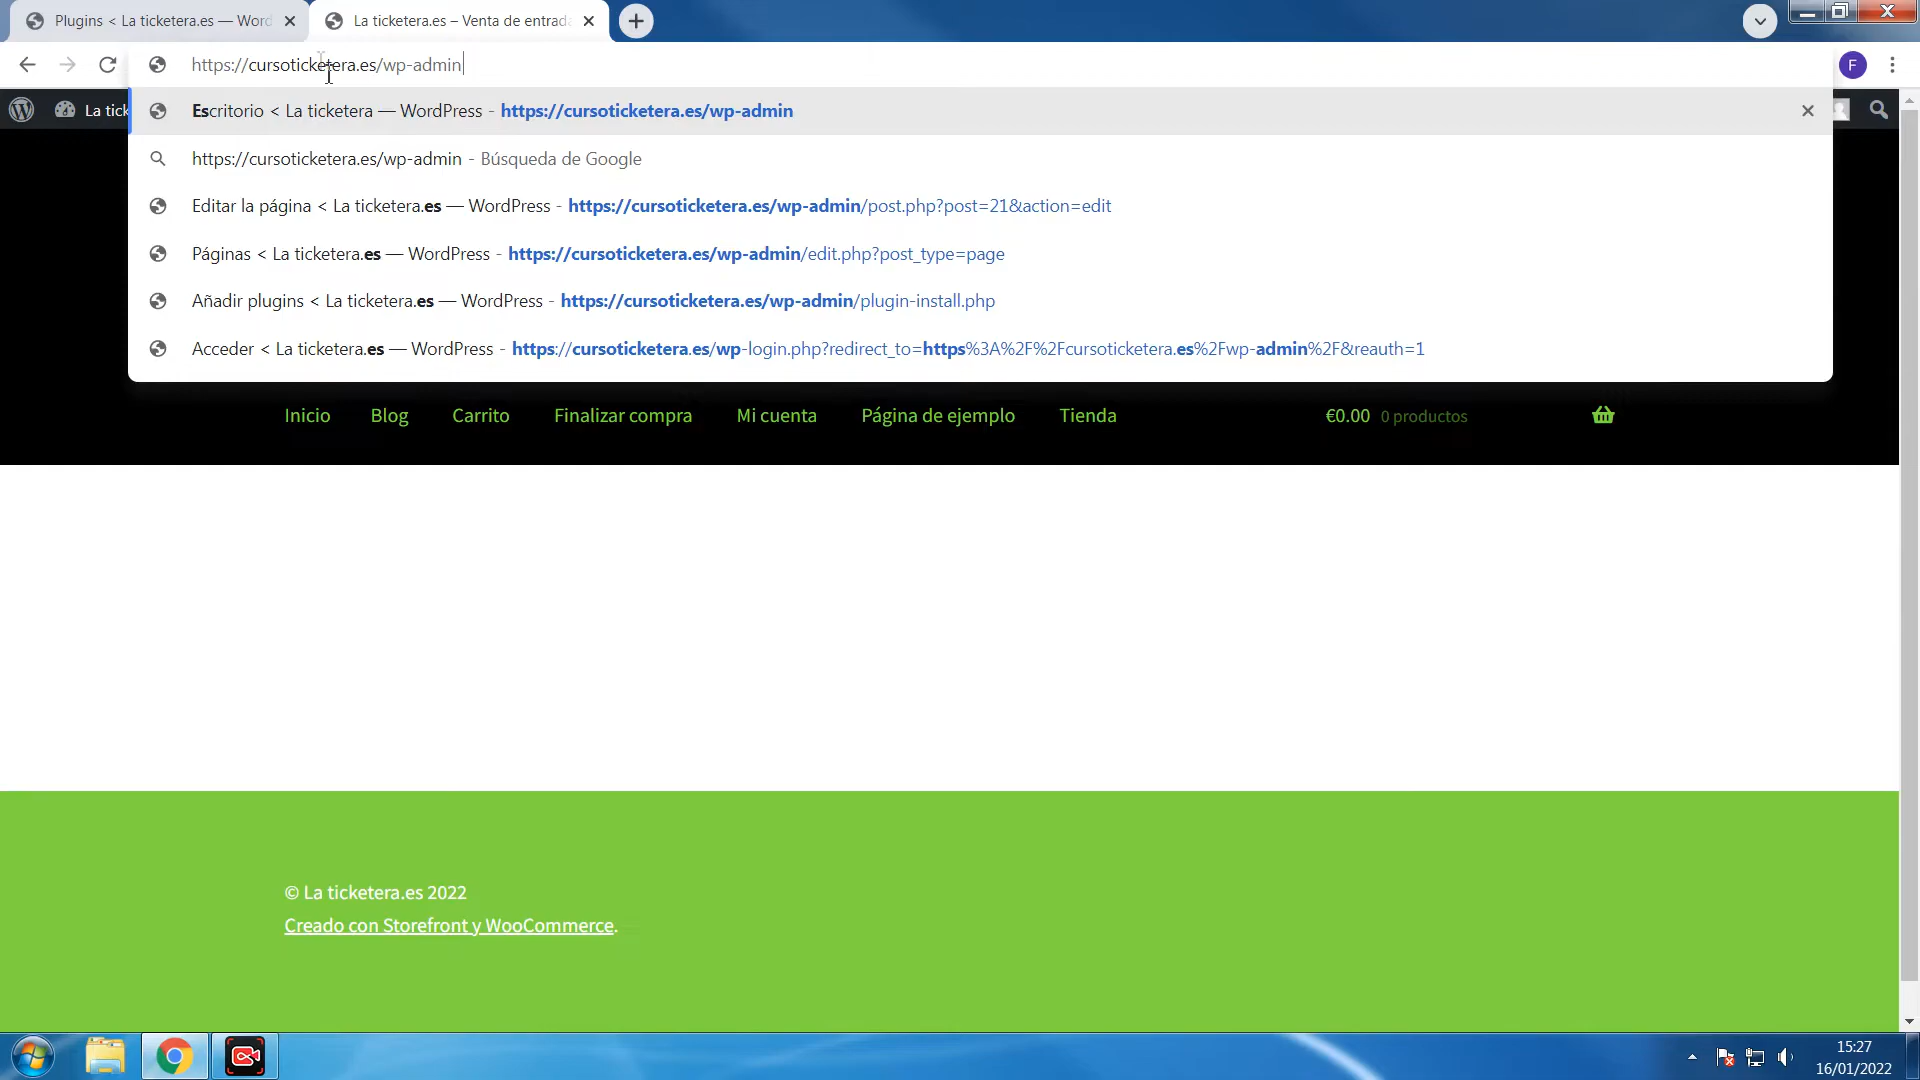 Plugins < La ticketera.es — Word
La ticketera.es – Venta de entrada
https://cursoticketera.es/wp-admin
F
La tick
Escritorio < La ticketera — WordPress - https://cursoticketera.es/wp-admin
https://cursoticketera.es/wp-admin - Búsqueda de Google
Editar la página < La ticketera.es — WordPress - https://cursoticketera.es/wp-admin/post.php?post=21&action=edit
Páginas < La ticketera.es — WordPress - https://cursoticketera.es/wp-admin/edit.php?post_type=page
Añadir plugins < La ticketera.es — WordPress - https://cursoticketera.es/wp-admin/plugin-install.php
Acceder < La ticketera.es — WordPress - https://cursoticketera.es/wp-login.php?redirect_to=https%3A%2F%2Fcursoticketera.es%2Fwp-admin%2F&reauth=1
Inicio Blog Carrito Finalizar compra Mi cuenta Página de ejemplo Tienda €0.00 0 productos
© La ticketera.es 2022
Creado con Storefront y WooCommerce.
15:27
16/01/2022